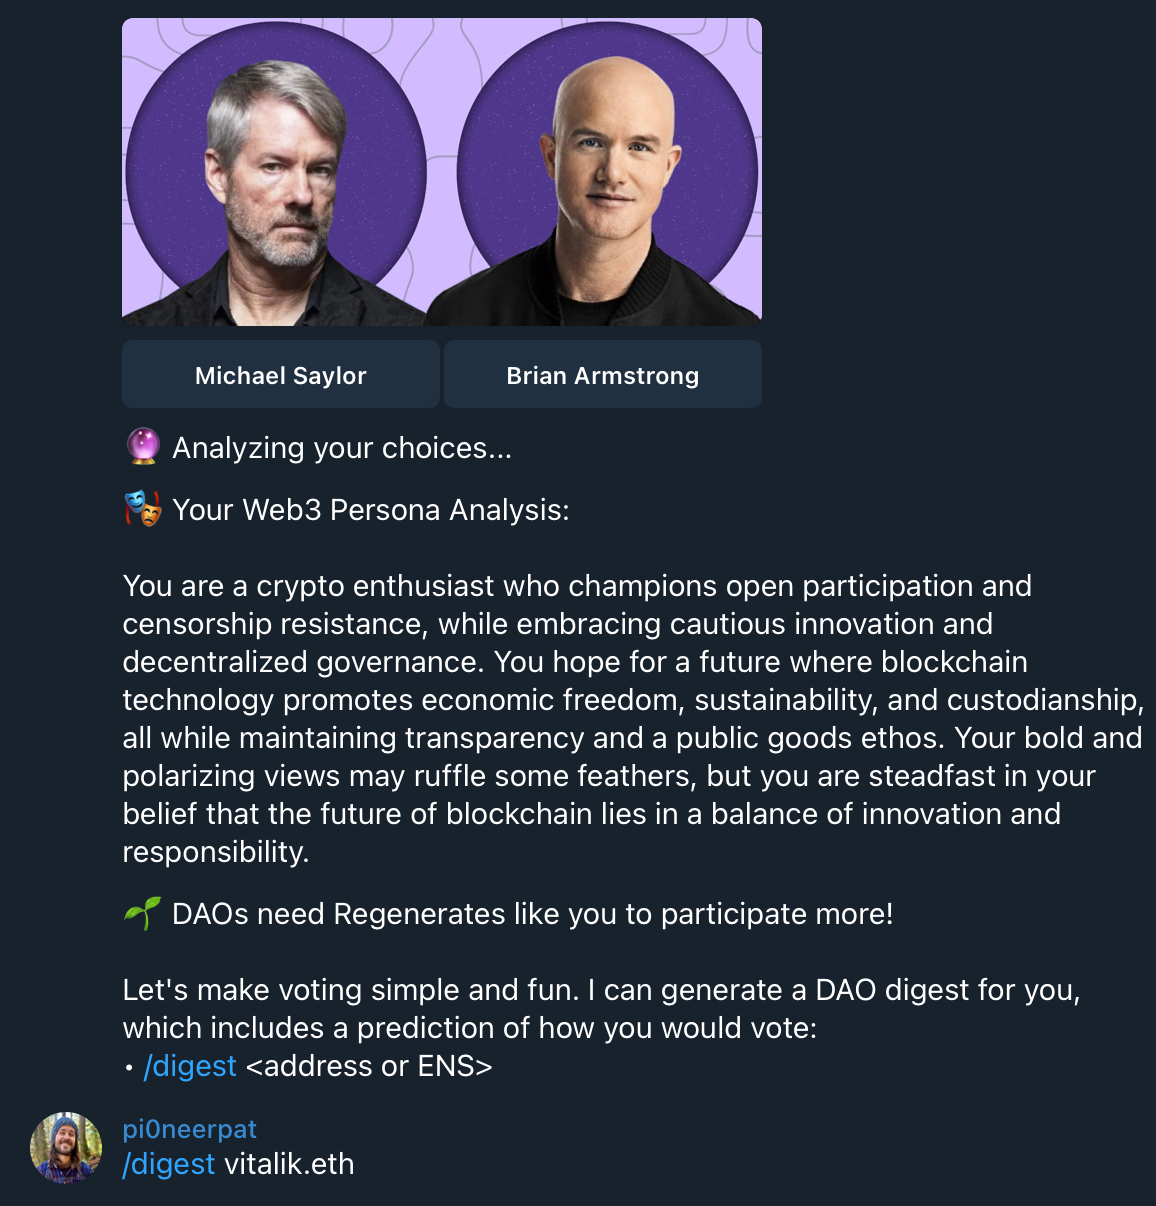 Michael Saylor
Brian Armstrong
🔮 Analyzing your choices...
🎭 Your Web3 Persona Analysis:
You are a crypto enthusiast who champions open participation and
censorship resistance, while embracing cautious innovation and
decentralized governance. You hope for a future where blockchain
technology promotes economic freedom, sustainability, and custodianship,
all while maintaining transparency and a public goods ethos. Your bold and
polarizing views may ruffle some feathers, but you are steadfast in your
belief that the future of blockchain lies in a balance of innovation and
responsibility.
🌱 DAOs need Regenerates like you to participate more!
Let's make voting simple and fun. I can generate a DAO digest for you,
which includes a prediction of how you would vote:
• /digest <address or ENS>
pi0neerpat
/digest vitalik.eth